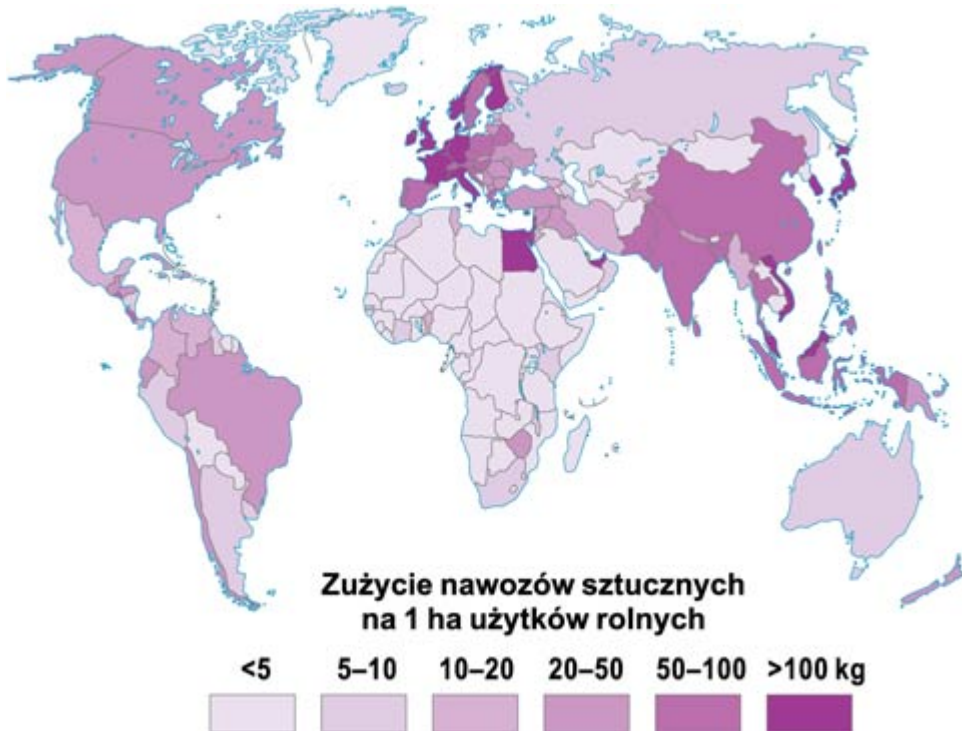 Zużycie nawozów sztucznych
na 1 ha użytków rolnych
<5 5–10 10–20 20–50 50–100 >100 kg